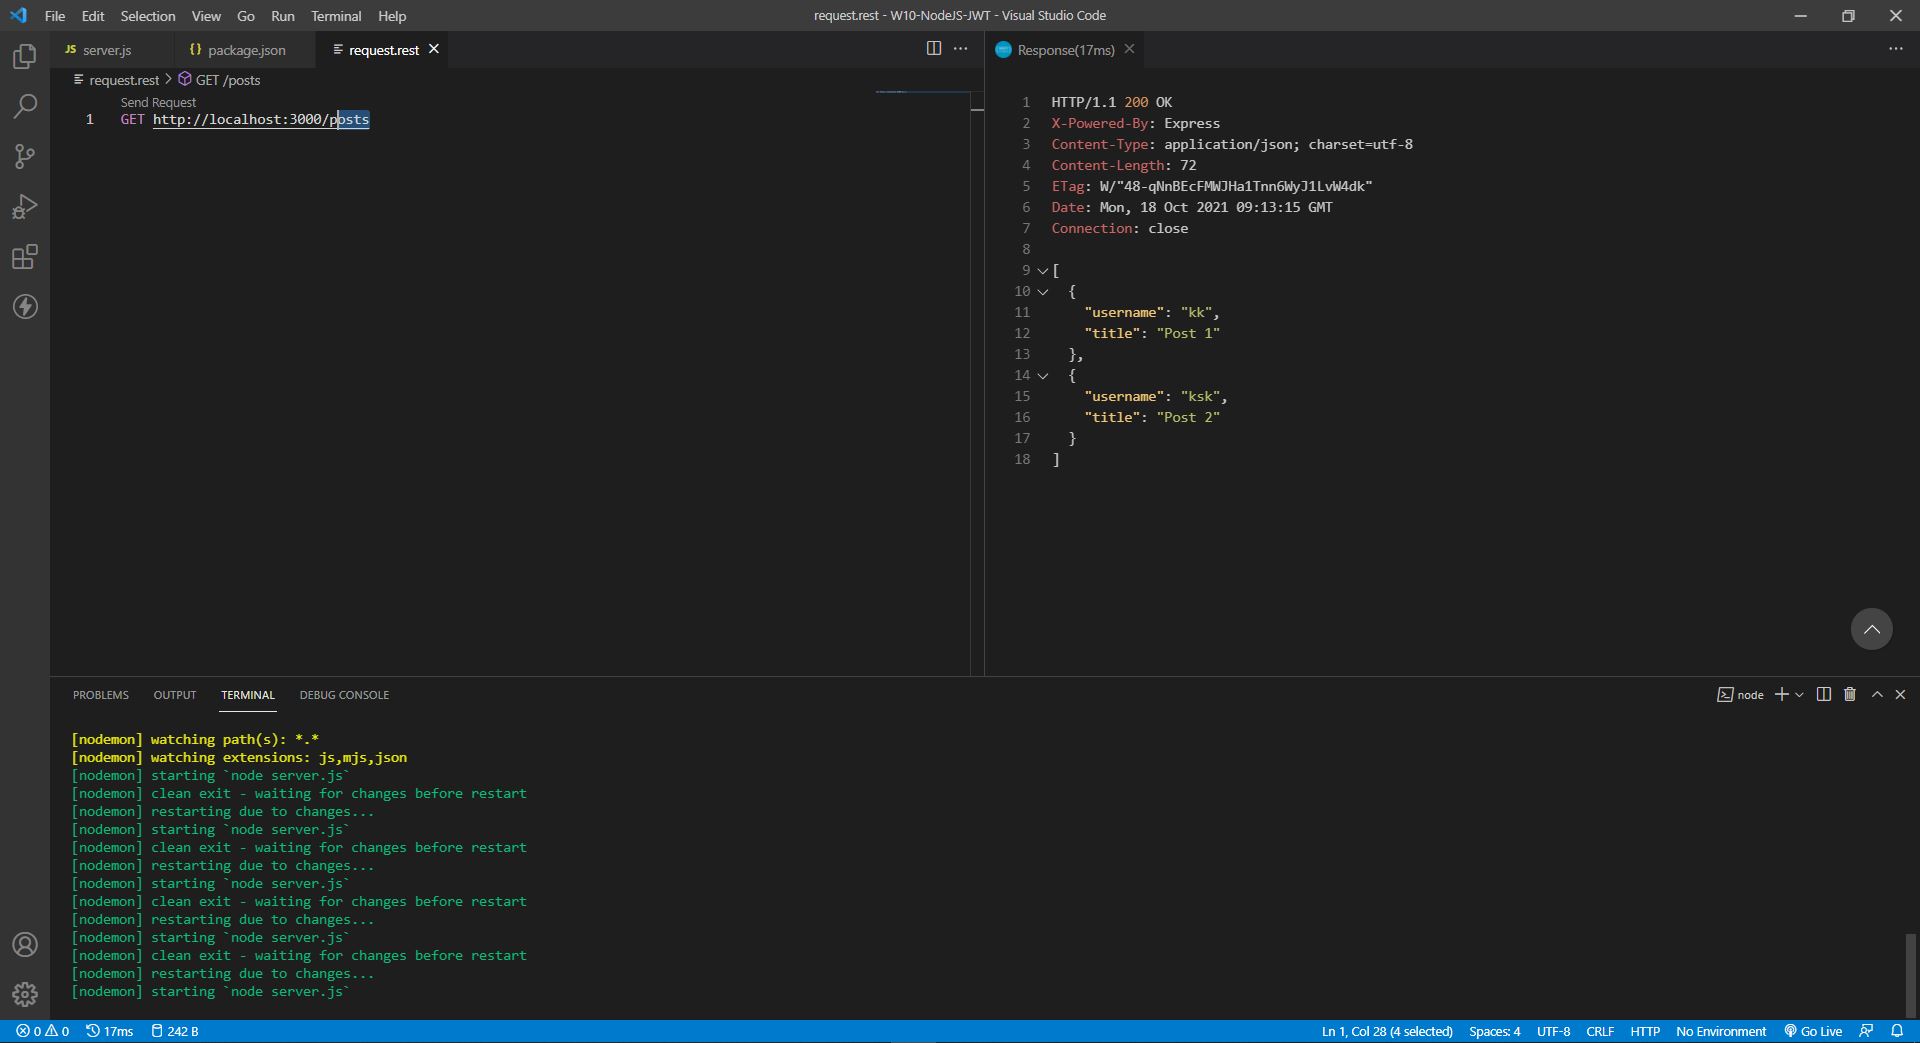 File Edit Selection View Go Run Terminal Help
request.rest - W10-NodeJS-JWT - Visual Studio Code
JS server.js
{} package.json
request.rest
request.rest > GET /posts
Send Request
1 GET http://localhost:3000/posts
Response(17ms)
1 HTTP/1.1 200 OK
2 X-Powered-By: Express
3 Content-Type: application/json; charset=utf-8
4 Content-Length: 72
5 ETag: W/"48-qNnBEcFMWJHa1Tnn6WyJ1LvW4dk"
6 Date: Mon, 18 Oct 2021 09:13:15 GMT
7 Connection: close
8
9 [
10 {
11 "username": "kk",
12 "title": "Post 1"
13 },
14 {
15 "username": "ksk",
16 "title": "Post 2"
17 }
18 ]
PROBLEMS OUTPUT TERMINAL DEBUG CONSOLE
node
[nodemon] watching path(s): *.*
[nodemon] watching extensions: js,mjs,json
[nodemon] starting `node server.js`
[nodemon] clean exit - waiting for changes before restart
[nodemon] restarting due to changes...
[nodemon] starting `node server.js`
[nodemon] clean exit - waiting for changes before restart
[nodemon] restarting due to changes...
[nodemon] starting `node server.js`
[nodemon] clean exit - waiting for changes before restart
[nodemon] restarting due to changes...
[nodemon] starting `node server.js`
[nodemon] clean exit - waiting for changes before restart
[nodemon] restarting due to changes...
[nodemon] starting `node server.js`
0 0 17ms 242 B
Ln 1, Col 28 (4 selected) Spaces: 4 UTF-8 CRLF HTTP No Environment Go Live